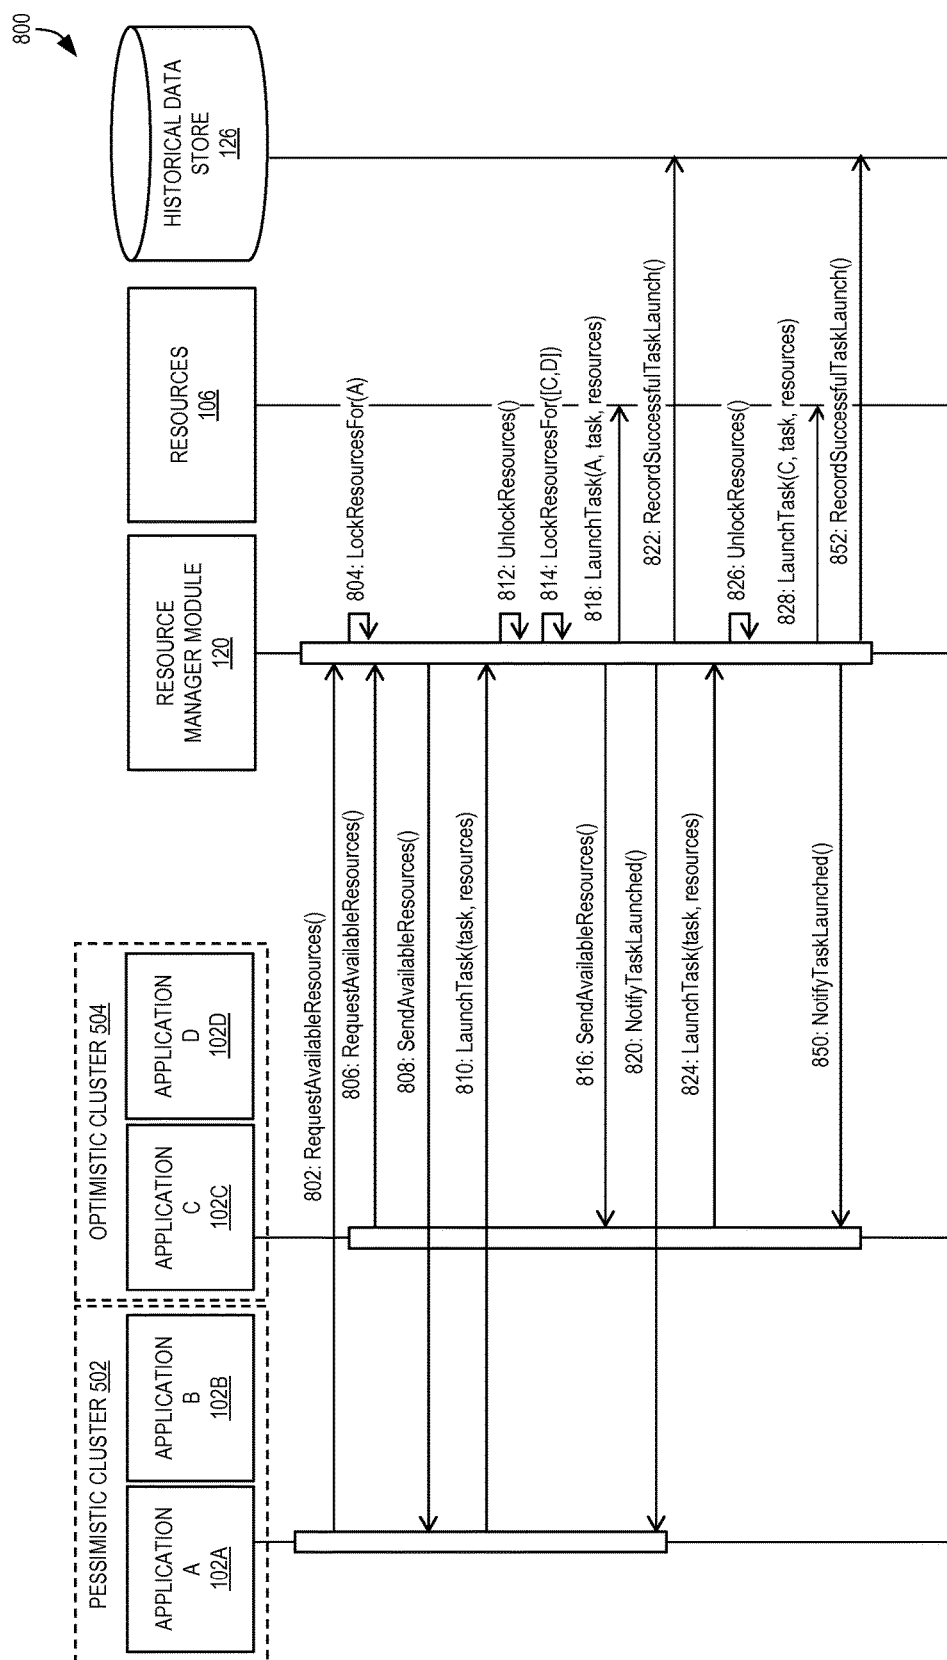 800
PESSIMISTIC CLUSTER 502
OPTIMISTIC CLUSTER 504
APPLICATION
A
102A
APPLICATION
B
102B
APPLICATION
C
102C
APPLICATION
D
102D
RESOURCE
MANAGER MODULE
120
RESOURCES
106
HISTORICAL DATA
STORE
126
802: RequestAvailableResources()
804: LockResourcesFor(A)
806: RequestAvailableResources()
808: SendAvailableResources()
810: LaunchTask(task, resources)
812: UnlockResources()
814: LockResourcesFor([C,D])
816: SendAvailableResources()
818: LaunchTask(A, task, resources)
820: NotifyTaskLaunched()
822: RecordSuccessfulTaskLaunch()
824: LaunchTask(task, resources)
826: UnlockResources()
828: LaunchTask(C, task, resources)
850: NotifyTaskLaunched()
852: RecordSuccessfulTaskLaunch()